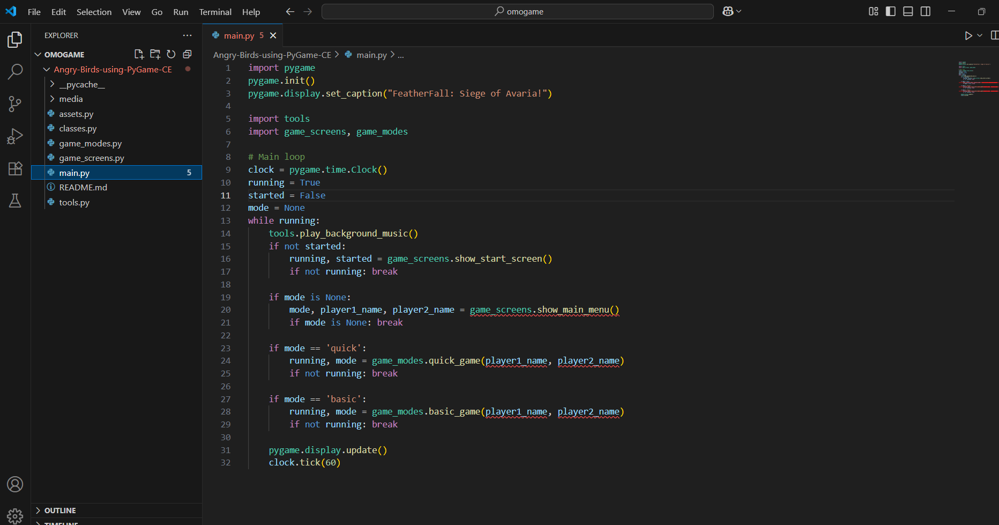 File Edit Selection View Go Run Terminal Help
omogame
EXPLORER
OMOGAME
Angry-Birds-using-PyGame-CE
__pycache__
media
assets.py
classes.py
game_modes.py
game_screens.py
main.py 5
README.md
tools.py
OUTLINE
TIMELINE
main.py 5
Angry-Birds-using-PyGame-CE > main.py > ...
1 import pygame
2 pygame.init()
3 pygame.display.set_caption("FeatherFall: Siege of Avaria!")
4
5 import tools
6 import game_screens, game_modes
7
8 # Main loop
9 clock = pygame.time.Clock()
10 running = True
11 started = False
12 mode = None
13 while running:
14     tools.play_background_music()
15     if not started:
16         running, started = game_screens.show_start_screen()
17         if not running: break
18
19     if mode is None:
20         mode, player1_name, player2_name = game_screens.show_main_menu()
21         if mode is None: break
22
23     if mode == 'quick':
24         running, mode = game_modes.quick_game(player1_name, player2_name)
25         if not running: break
26
27     if mode == 'basic':
28         running, mode = game_modes.basic_game(player1_name, player2_name)
29         if not running: break
30
31     pygame.display.update()
32     clock.tick(60)